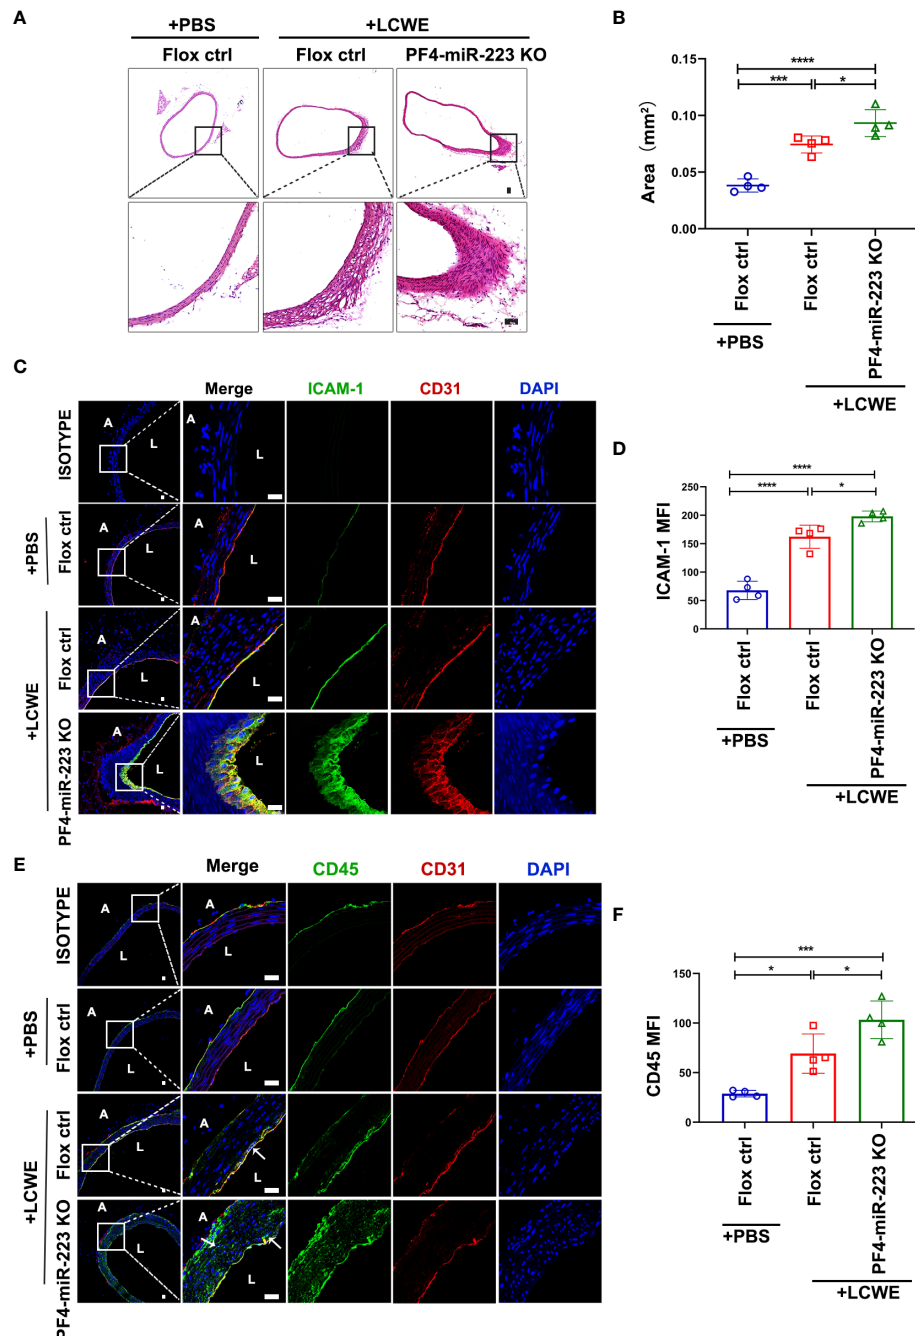 A
+PBS
+LCWE
Flox ctrl
Flox ctrl
PF4-miR-223 KO
B
****
***
*
0.15
0.10
0.05
0.00
Area (mm²)
Flox ctrl
Flox ctrl
PF4-miR-223 KO
+PBS
+LCWE
C
Merge
ICAM-1
CD31
DAPI
ISOTYPE
A
L
A
L
+PBS
Flox ctrl
A
L
A
L
+LCWE
Flox ctrl
A
L
A
L
PF4-miR-223 KO
A
L
L
D
****
****
*
250
200
150
100
50
0
ICAM-1 MFI
Flox ctrl
Flox ctrl
PF4-miR-223 KO
+PBS
+LCWE
E
Merge
CD45
CD31
DAPI
ISOTYPE
A
L
A
L
+PBS
Flox ctrl
A
L
A
L
+LCWE
Flox ctrl
A
L
A
L
PF4-miR-223 KO
A
L
A
L
F
***
*
*
150
100
50
0
CD45 MFI
Flox ctrl
Flox ctrl
PF4-miR-223 KO
+PBS
+LCWE